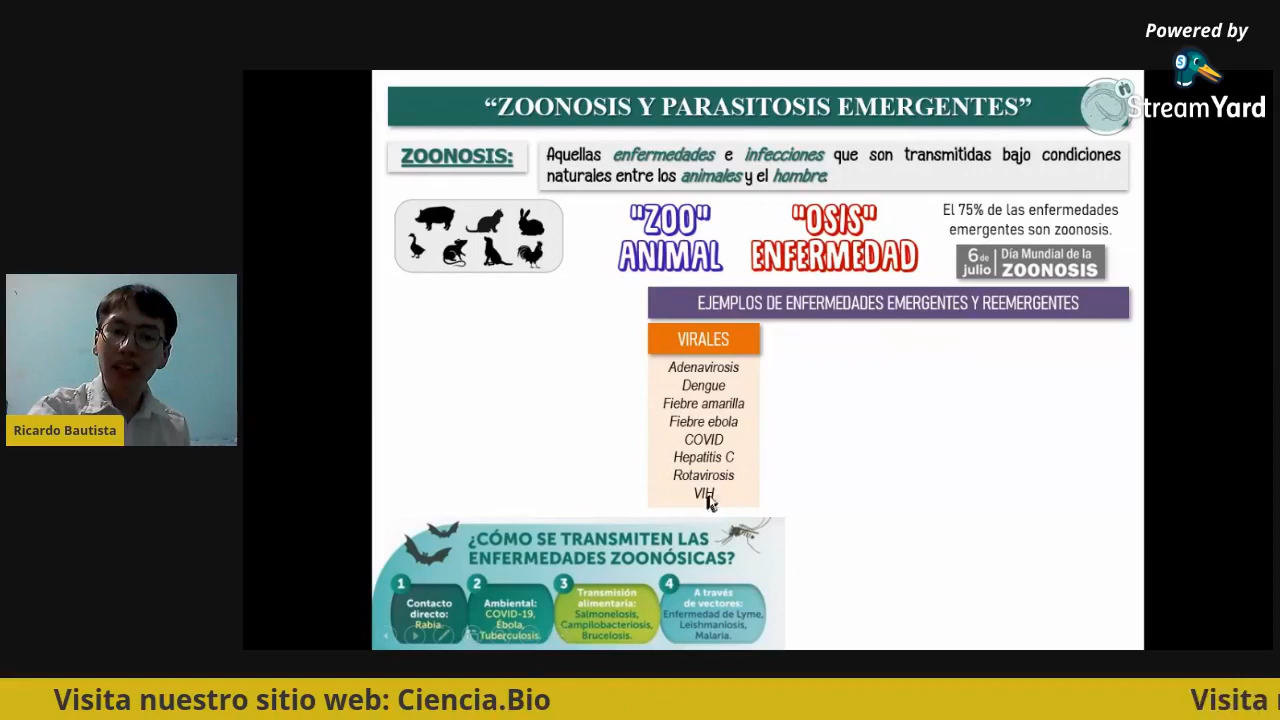 Powered by
StreamYard
“ZOONOSIS Y PARASITOSIS EMERGENTES”
ZOONOSIS:
Aquellas enfermedades e infecciones que son transmitidas bajo condiciones
naturales entre los animales y el hombre.
"ZOO"
ANIMAL
"OSIS"
ENFERMEDAD
El 75% de las enfermedades
emergentes son zoonosis.
6 de julio
Día Mundial de la
ZOONOSIS
EJEMPLOS DE ENFERMEDADES EMERGENTES Y REEMERGENTES
VIRALES
Adenavirosis
Dengue
Fiebre amarilla
Fiebre ebola
COVID
Hepatitis C
Rotavirosis
VIH
Ricardo Bautista
¿CÓMO SE TRANSMITEN LAS
ENFERMEDADES ZOONÓSICAS?
1
Contacto
directo:
Rabia.
2
Ambiental:
COVID-19,
Ébola,
Tuberculosis.
3
Transmisión
alimentaria:
Salmonelosis,
Campilobacteriosis,
Brucelosis.
4
A través
de vectores:
Enfermedad de Lyme,
Leishmaniosis,
Malaria.
Visita nuestro sitio web: Ciencia.Bio
Visita